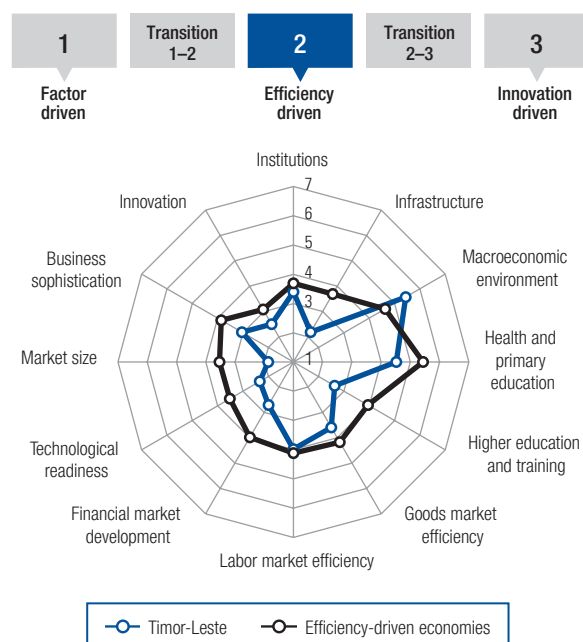 1
Transition
1–2
2
Transition
2–3
3
Factor
driven
Efficiency
driven
Innovation
driven
Institutions
Infrastructure
Macroeconomic
environment
Health and
primary
education
Higher education
and training
Goods market
efficiency
Labor market efficiency
Financial market
development
Technological
readiness
Market size
Business
sophistication
Innovation
7
6
5
4
3
1
Timor-Leste
Efficiency-driven economies